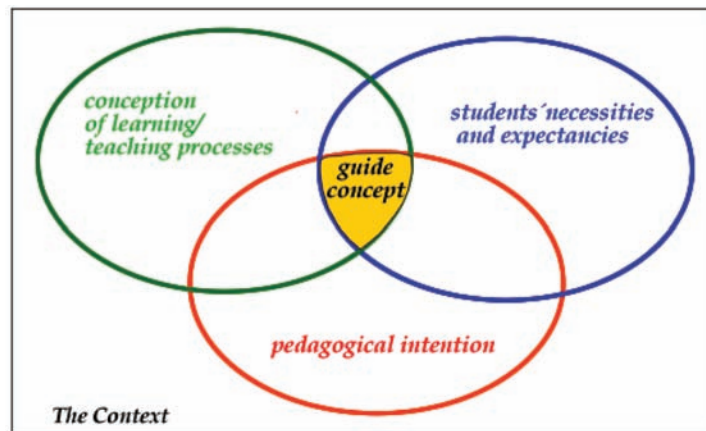 conception
of learning/
teaching processes
students´necessities
and expectancies
guide
concept
pedagogical intention
The Context